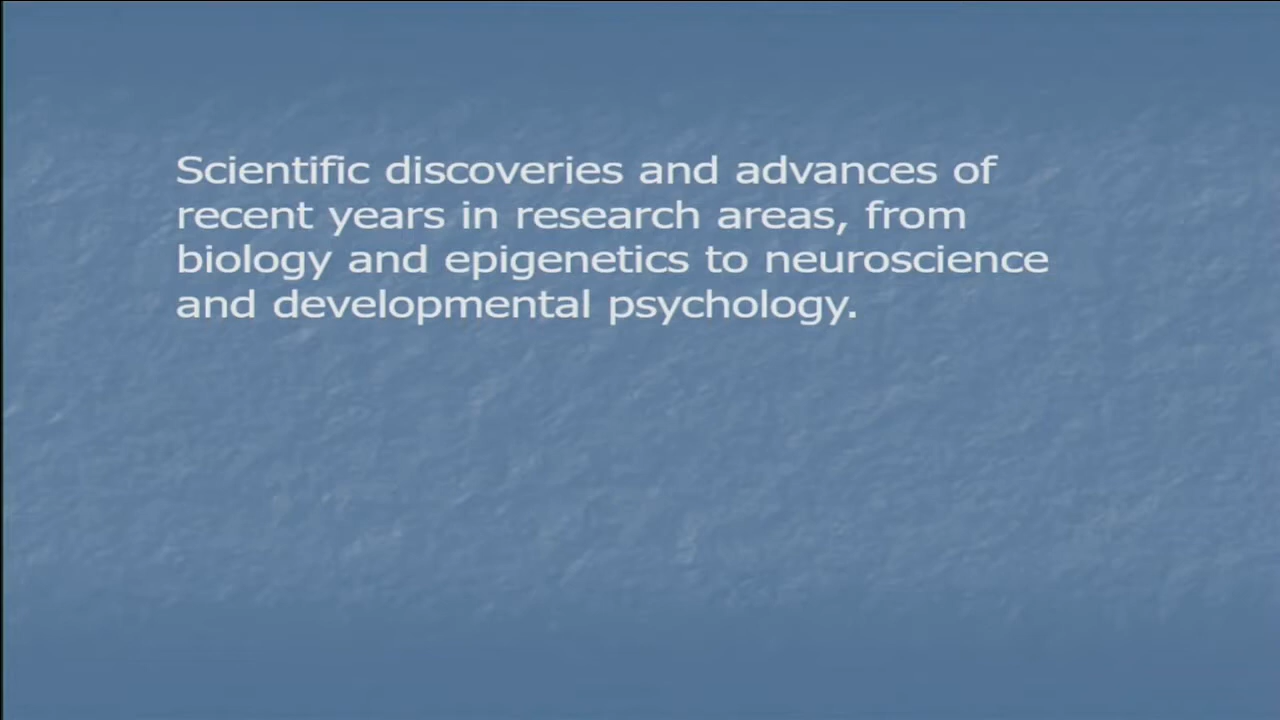 Scientific discoveries and advances of
recent years in research areas, from
biology and epigenetics to neuroscience
and developmental psychology.